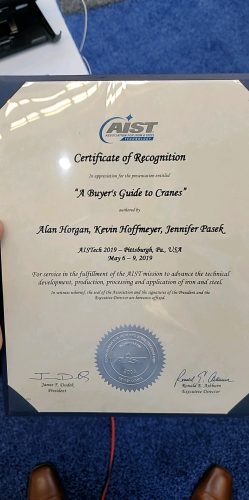 AIST
ASSOCIATION FOR IRON & STEEL
TECHNOLOGY
Certificate of Recognition
In appreciation for the presentation entitled
"A Buyer's Guide to Cranes"
authored by
Alan Horgan, Kevin Hoffmeyer, Jennifer Pasek
AISTech 2019 – Pittsburgh, Pa., USA
May 6 – 9, 2019
For service in the fulfillment of the AIST mission to advance the technical
development, production, processing and application of iron and steel.
In witness whereof, the seal of the Association and the signatures of the President and the
Executive Director are hereunto affixed.
James E. Dudek,
President
Ronald E. Ashburn
Executive Director